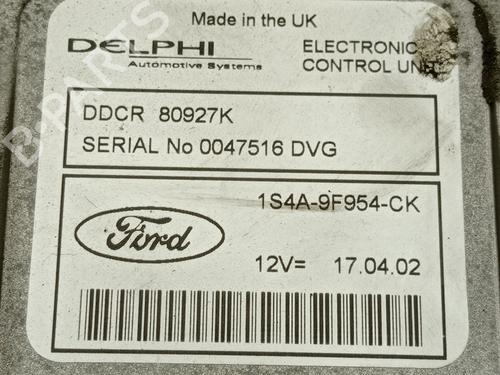 Made in the UK
DELPHI
Automotive Systems
ELECTRONIC
CONTROL UNIT
DDCR 80927K
SERIAL No 0047516 DVG
1S4A-9F954-CK
Ford
12V= 17.04.02
B-PARTS